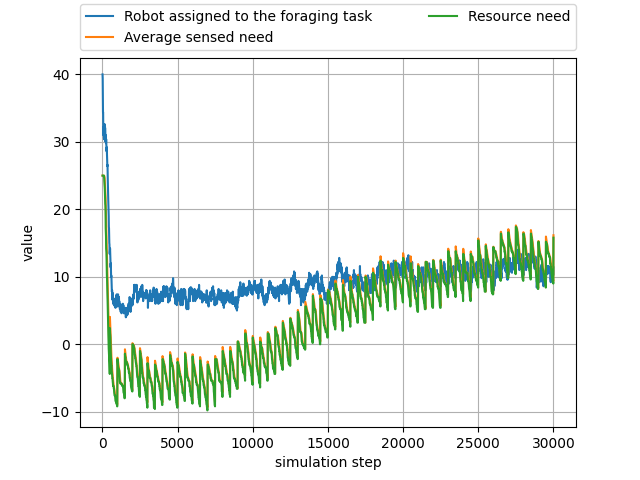 Robot assigned to the foraging task
Average sensed need
Resource need
40
30
20
10
0
−10
value
0
5000
10000
15000
20000
25000
30000
simulation step